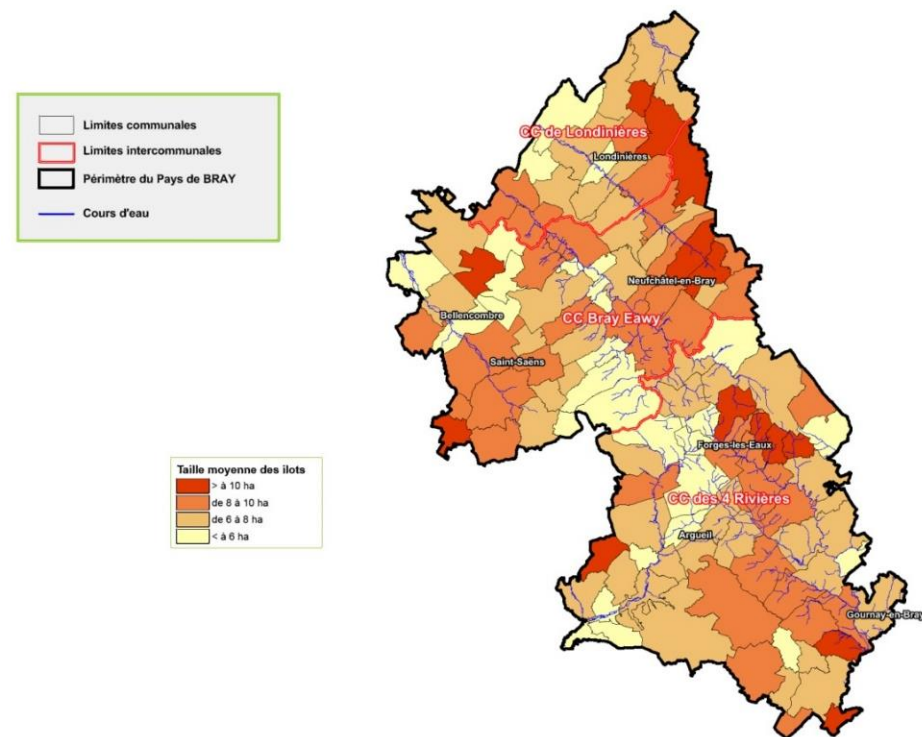 Limites communales
Limites intercommunales
Périmètre du Pays de BRAY
Cours d'eau
Taille moyenne des îlots
> à 10 ha
de 8 à 10 ha
de 6 à 8 ha
< à 6 ha
CC de Londinières
Londinières
Neufchâtel-en-Bray
Bellencombre
CC Bray Eawy
Saint-Saëns
Forges-les-Eaux
CC des 4 Rivières
Argueil
Gournay-en-Bray